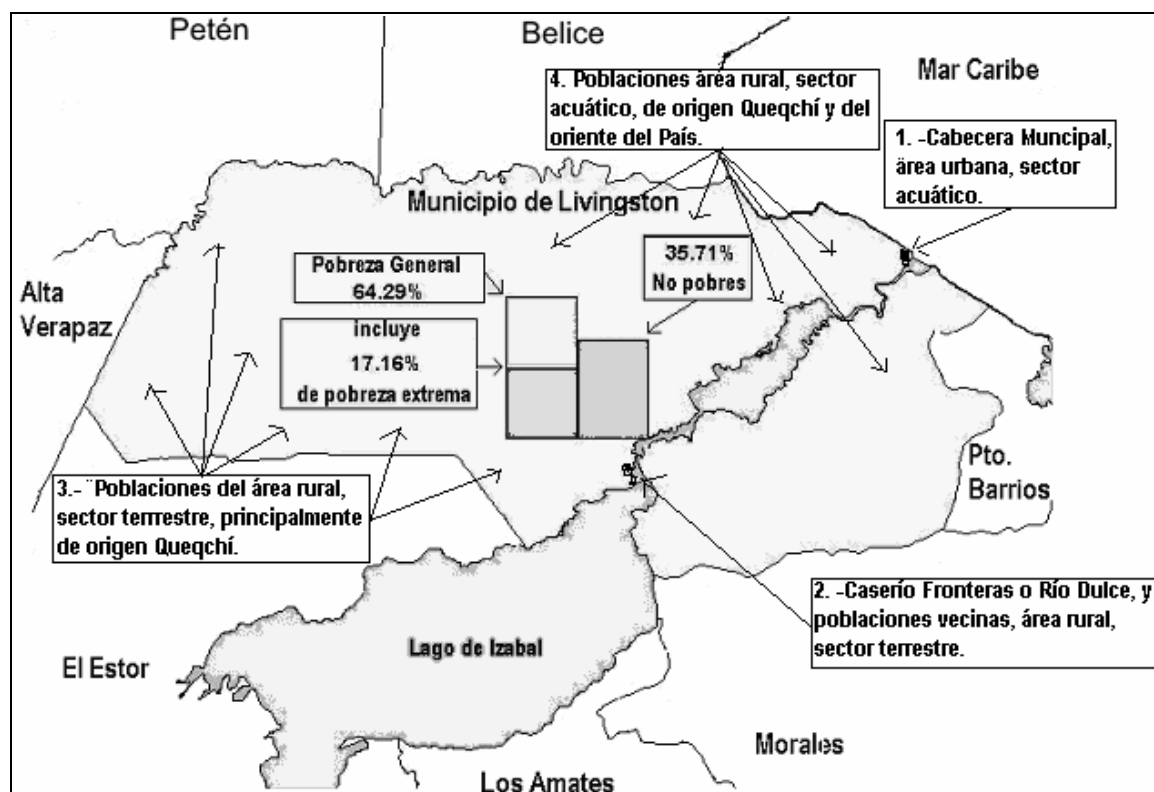 Petén
Belice
Mar Caribe
4. Poblaciones área rural, sector
acuático, de origen Queqchí y del
oriente del País.
1. -Cabecera Muncipal,
área urbana, sector
acuático.
Municipio de Livingston
Pobreza General
64.29%
35.71%
No pobres
Alta
Verapaz
incluye
17.16%
de pobreza extrema
Pto.
Barrios
3.- ¨Poblaciones del área rural,
sector terrrestre, principalmente
de origen Queqchí.
2. -Caserío Fronteras o Río Dulce, y
poblaciones vecinas, área rural,
sector terrestre.
Lago de Izabal
El Estor
Morales
Los Amates